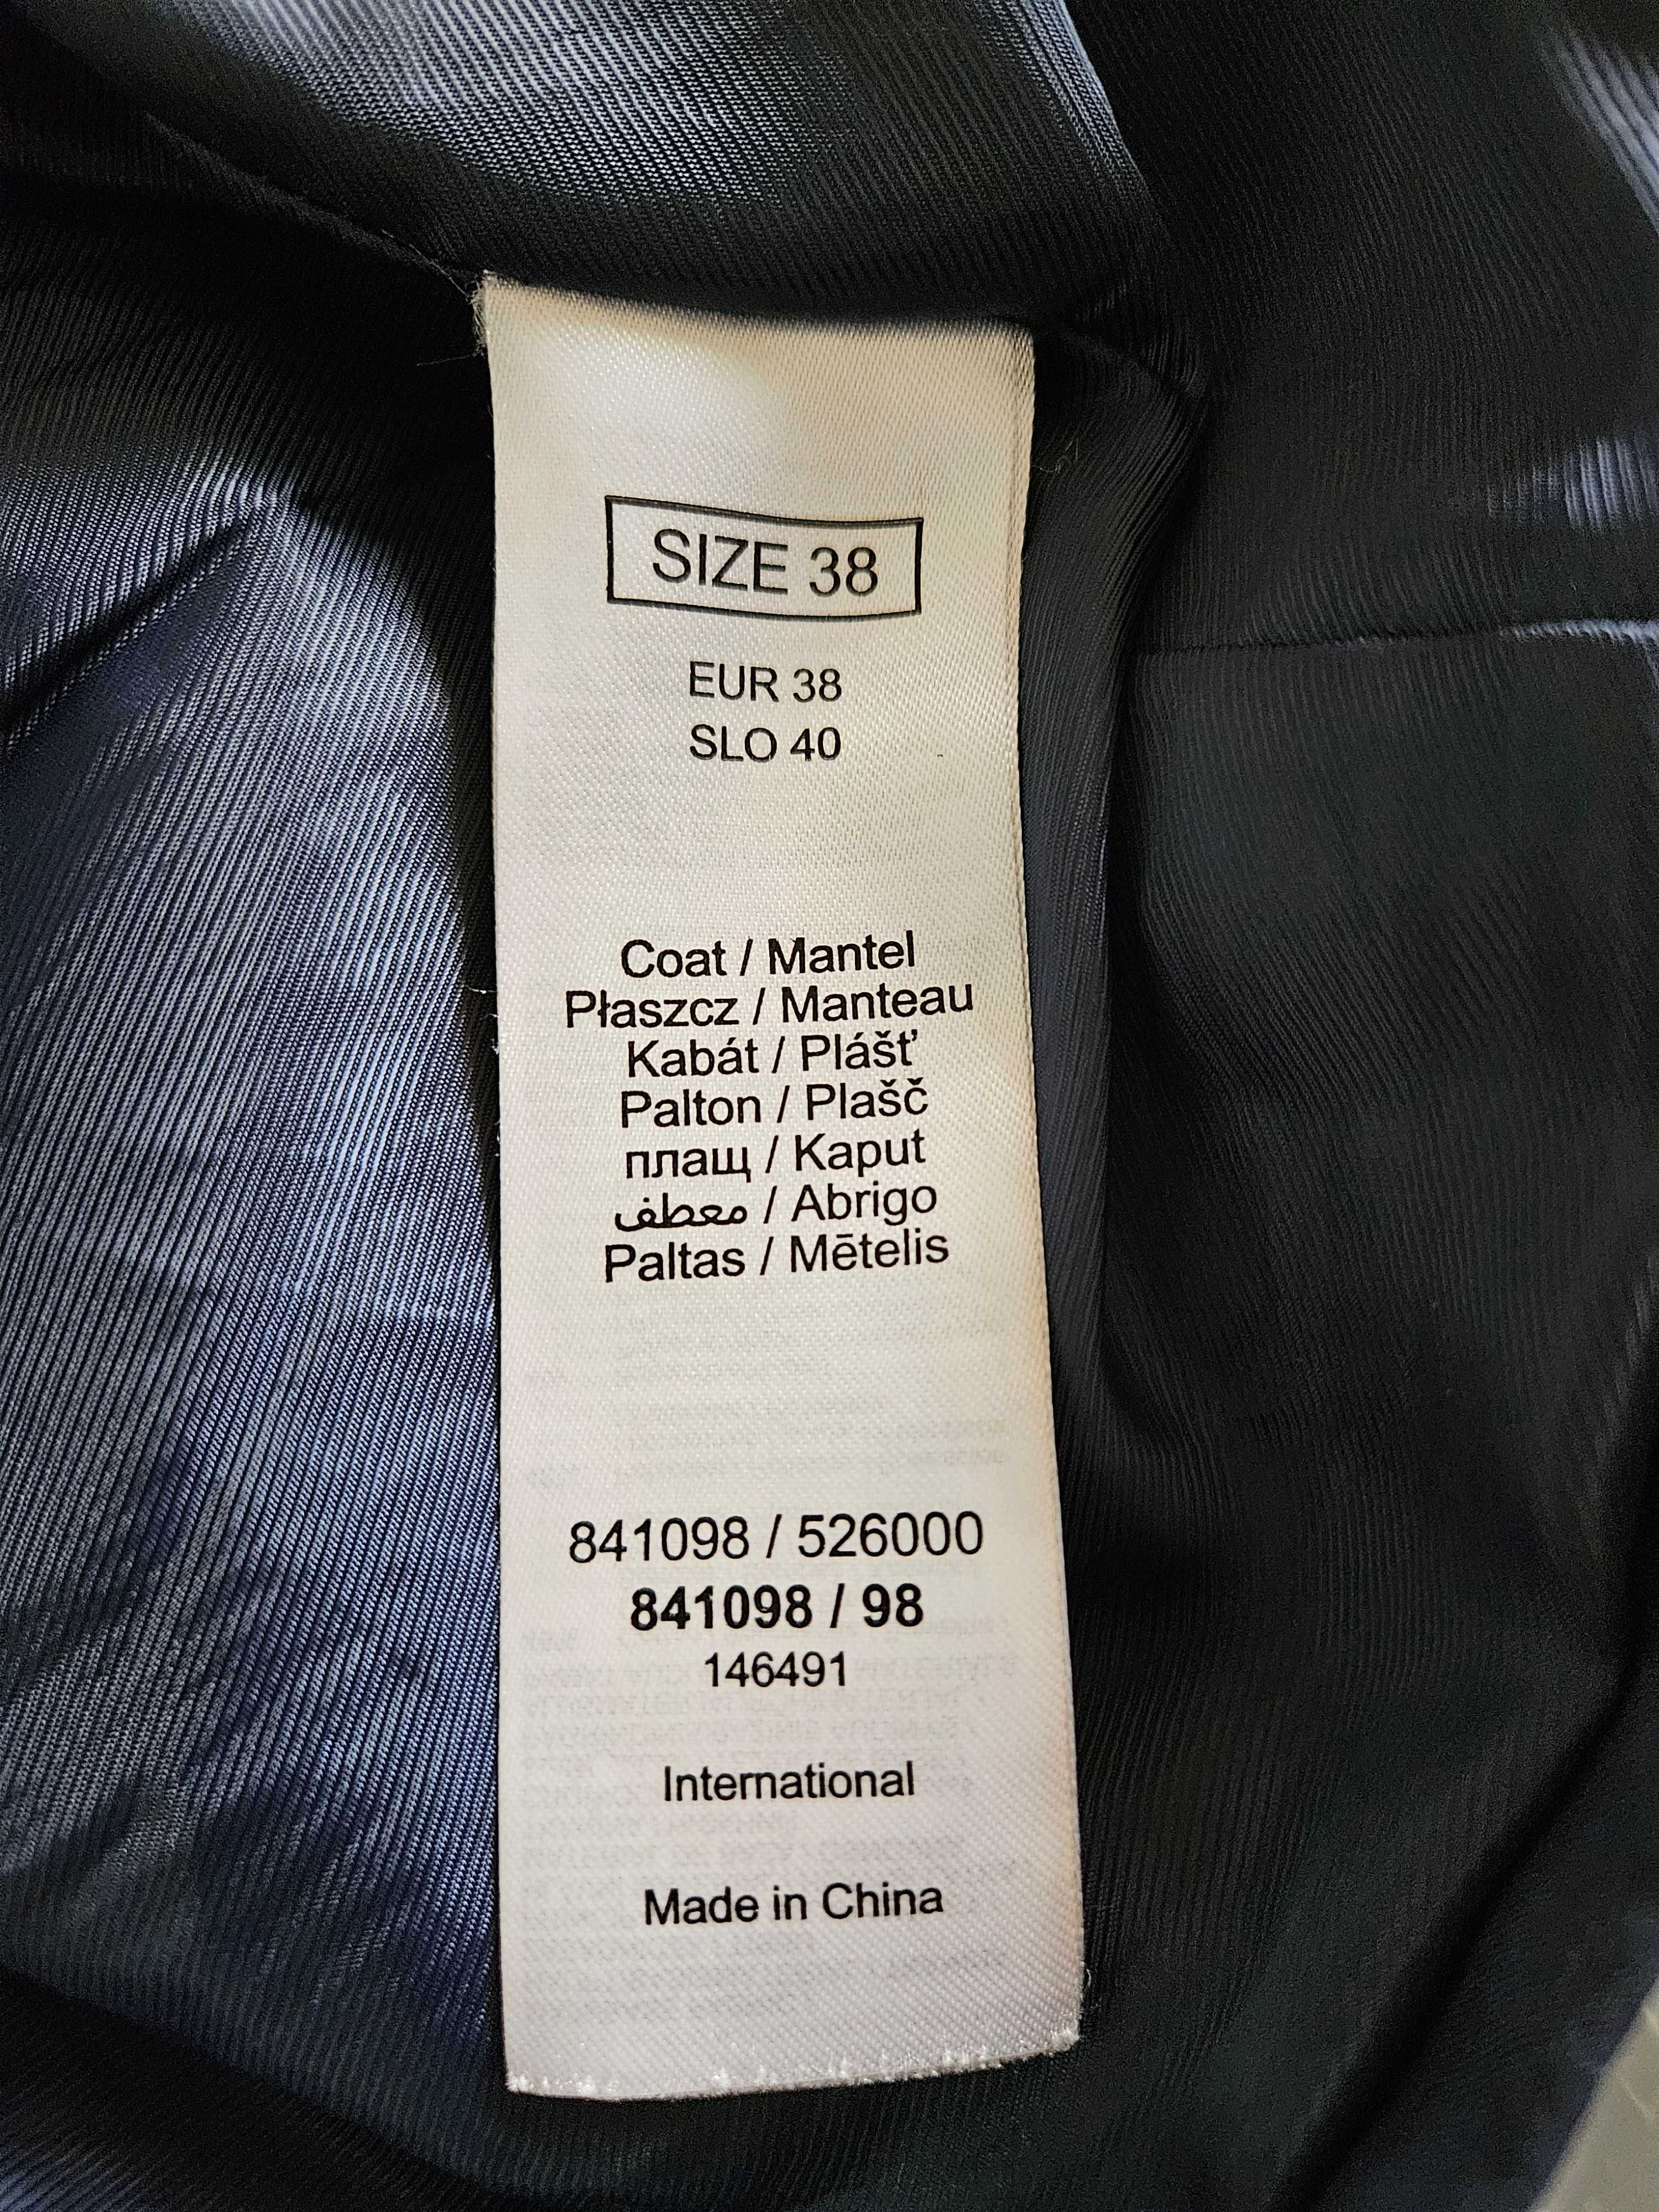 SIZE 38
EUR 38
SLO 40
Coat / Mantel
Płaszcz / Manteau
Kabát / Plášť
Palton / Plašč
плащ / Kaput
معطف / Abrigo
Paltas / Mētelis
841098 / 526000
841098 / 98
146491
International
Made in China